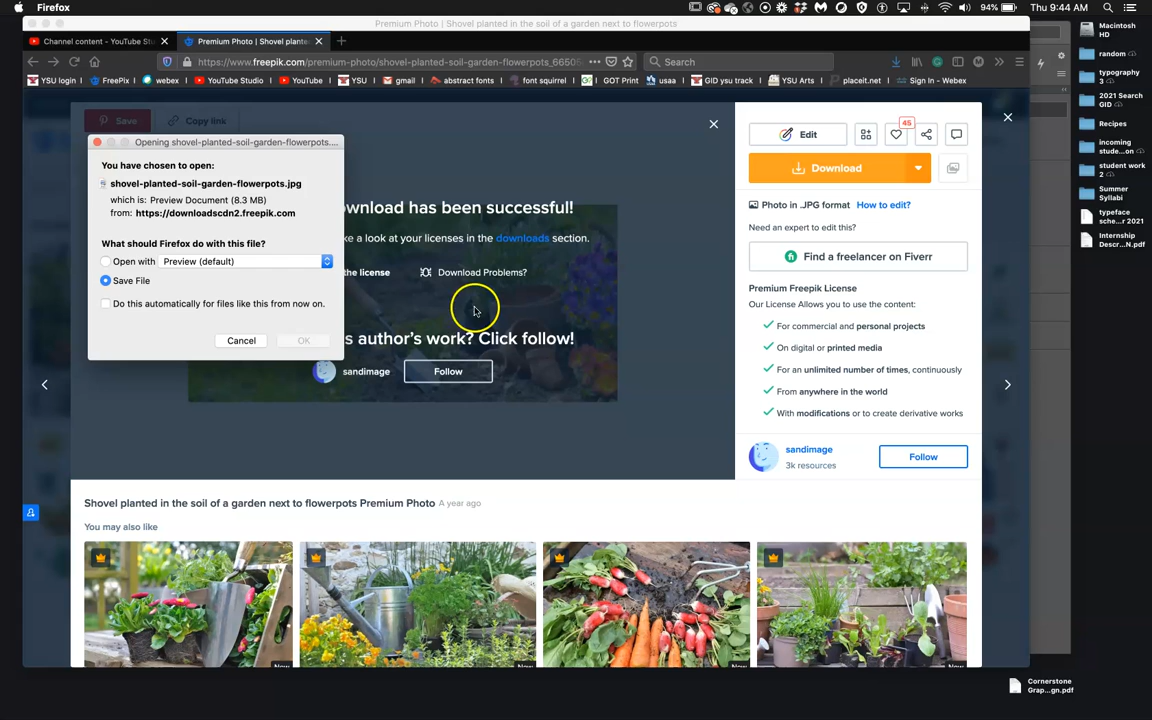 Firefox
94%
Thu 9:44 AM
Premium Photo | Shovel planted in the soil of a garden next to flowerpots
Channel content - YouTube Stu
Premium Photo | Shovel plante
https://www.freepik.com/premium-photo/shovel-planted-soil-garden-flowerpots_66505
Search
YSU login
FreePix
webex
YouTube Studio
YouTube
YSU
gmail
abstract fonts
font squirrel
GOT Print
usaa
GID ysu track
YSU Arts
placeit.net
Sign In - Webex
Save
Copy link
Opening shovel-planted-soil-garden-flowerpots....
You have chosen to open:
shovel-planted-soil-garden-flowerpots.jpg
which is: Preview Document (8.3 MB)
from: https://downloadscdn2.freepik.com
What should Firefox do with this file?
Open with
Preview (default)
Save File
Do this automatically for files like this from now on.
Cancel
OK
ownload has been successful!
ke a look at your licenses in the downloads section.
the license
Download Problems?
s author's work? Click follow!
sandimage
Follow
Edit
45
Download
Photo in .JPG format
How to edit?
Need an expert to edit this?
Find a freelancer on Fiverr
Premium Freepik License
Our License Allows you to use the content:
For commercial and personal projects
On digital or printed media
For an unlimited number of times, continuously
From anywhere in the world
With modifications or to create derivative works
sandimage
3k resources
Follow
Shovel planted in the soil of a garden next to flowerpots Premium Photo A year ago
You may also like
New
New
New
New
Macintosh
HD
random
typography
3
2021 Search
GID
Recipes
incoming
stude...on
student work
2
Summer
Syllabi
typeface
sche...r 2021
Internship
Descr...N.pdf
Cornerstone
Grap...gn.pdf